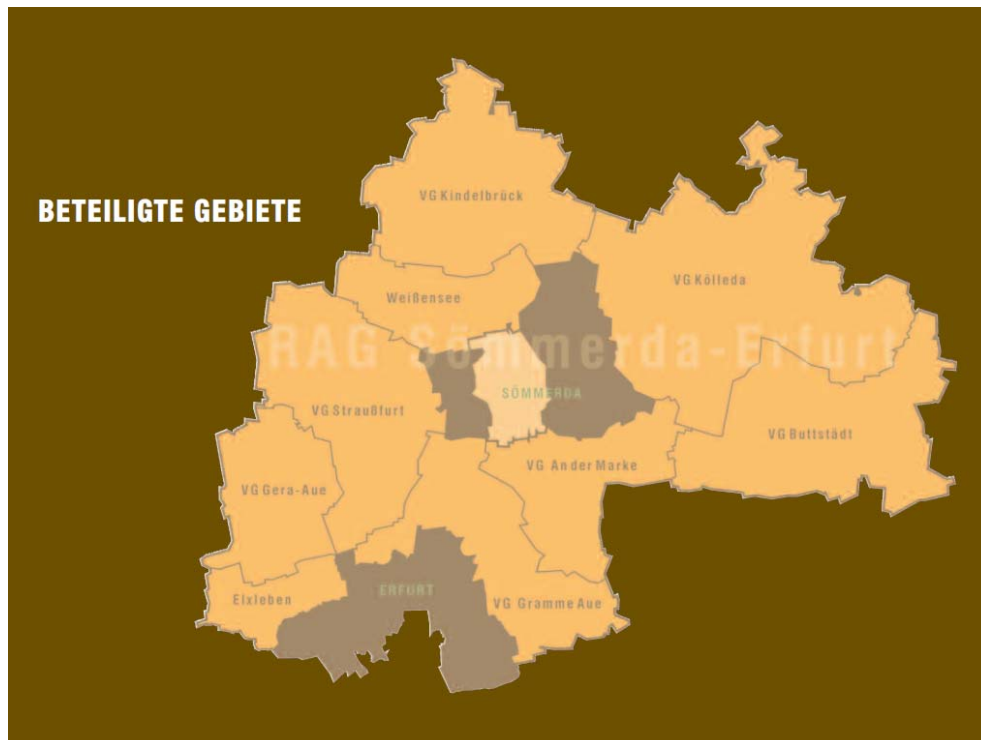 VG Kindelbrück
BETEILIGTE GEBIETE
VG Kölleda
Weißensee
RAG Sömmerda-Erfurt
SÖMMERDA
VG Straußfurt
VG Buttstädt
VG An der Marke
VG Gera-Aue
ERFURT
Elxleben
VG Gramme Aue